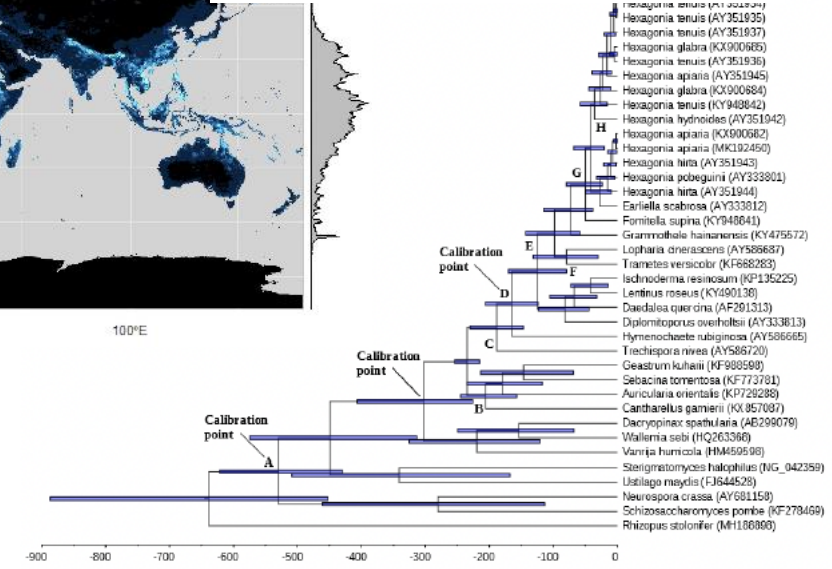 Hexagonia tenuis (AY351934)
Hexagonia tenuis (AY351935)
Hexagonia tenuis (AY351937)
Hexagonia glabra (KX900685)
Hexagonia tenuis (AY351936)
Hexagonia apiaria (AY351945)
Hexagonia glabra (KX900684)
Hexagonia tenuis (KY948842)
Hexagonia hydnoides (AY351942)
H
Hexagonia apiaria (KX900682)
Hexagonia apiaria (MK192450)
Hexagonia hirta (AY351943)
G
Hexagonia pobeguinii (AY333801)
Hexagonia hirta (AY351944)
Earliella scabrosa (AY333812)
Fomitella supina (KY948841)
Grammothele hainanensis (KY475572)
E
Lopharia cinerascens (AY586687)
Calibration
point
Trametes versicolor (KF668283)
F
Ischnoderma resinosum (KP135225)
D
Lentinus roseus (KY490138)
Daedalea quercina (AF291313)
Diplomitoporus overholtsii (AY333813)
100°E
Hymenochaete rubiginosa (AY586665)
C
Trechispora nivea (AY586720)
Calibration
point
Geastrum kuharii (KF988598)
Sebacina tomentosa (KF773781)
Auricularia orientalis (KP729288)
B
Cantharellus garnierii (KX857087)
Calibration
point
Dacryopinax spathularia (AB299079)
Wallemia sebi (HQ263368)
Vanrija humicola (HM459598)
A
Sterigmatomyces halophilus (NG_042359)
Ustilago maydis (FJ644528)
Neurospora crassa (AY681158)
Schizosaccharomyces pombe (KF278469)
Rhizopus stolonifer (MH188898)
-900 -800 -700 -600 -500 -400 -300 -200 -100 0